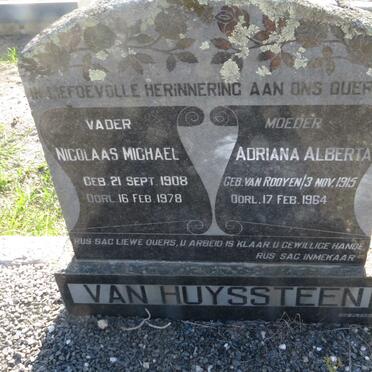 IN LIEFDEVOLLE HERINNERING AAN ONS OUER
VADER
NICOLAAS MICHAEL
GEB. 21 SEPT. 1908
OORL. 16 FEB. 1978
MOEDER
ADRIANA ALBERTA
GEB. VAN ROOYEN 3 NOV. 1915
OORL. 17 FEB. 1964
RUS SAG LIEWE OUERS, U ARBEID IS KLAAR U GEWILLIGE HANDE
RUS SAG INMEKAAR
VAN HUYSSTEEN